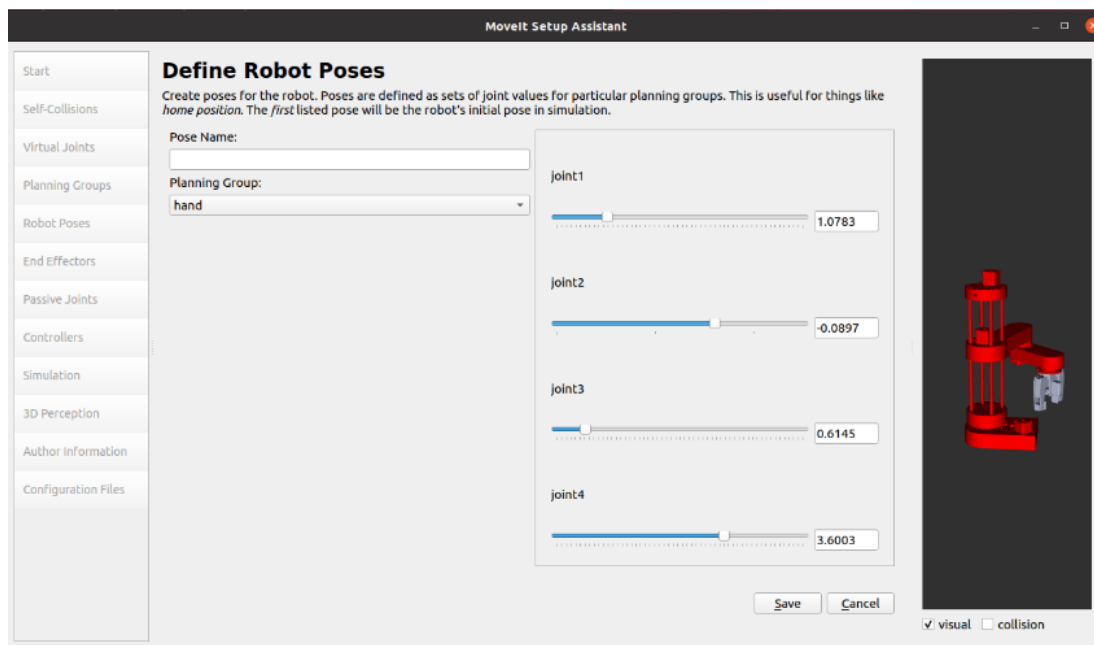 MoveIt Setup Assistant
Start
Self-Collisions
Virtual Joints
Planning Groups
Robot Poses
End Effectors
Passive Joints
Controllers
Simulation
3D Perception
Author Information
Configuration Files
Define Robot Poses
Create poses for the robot. Poses are defined as sets of joint values for particular planning groups. This is useful for things like
home position. The first listed pose will be the robot's initial pose in simulation.
Pose Name:
Planning Group:
hand
joint1
1.0783
joint2
-0.0897
joint3
0.6145
joint4
3.6003
Save Cancel
visual collision